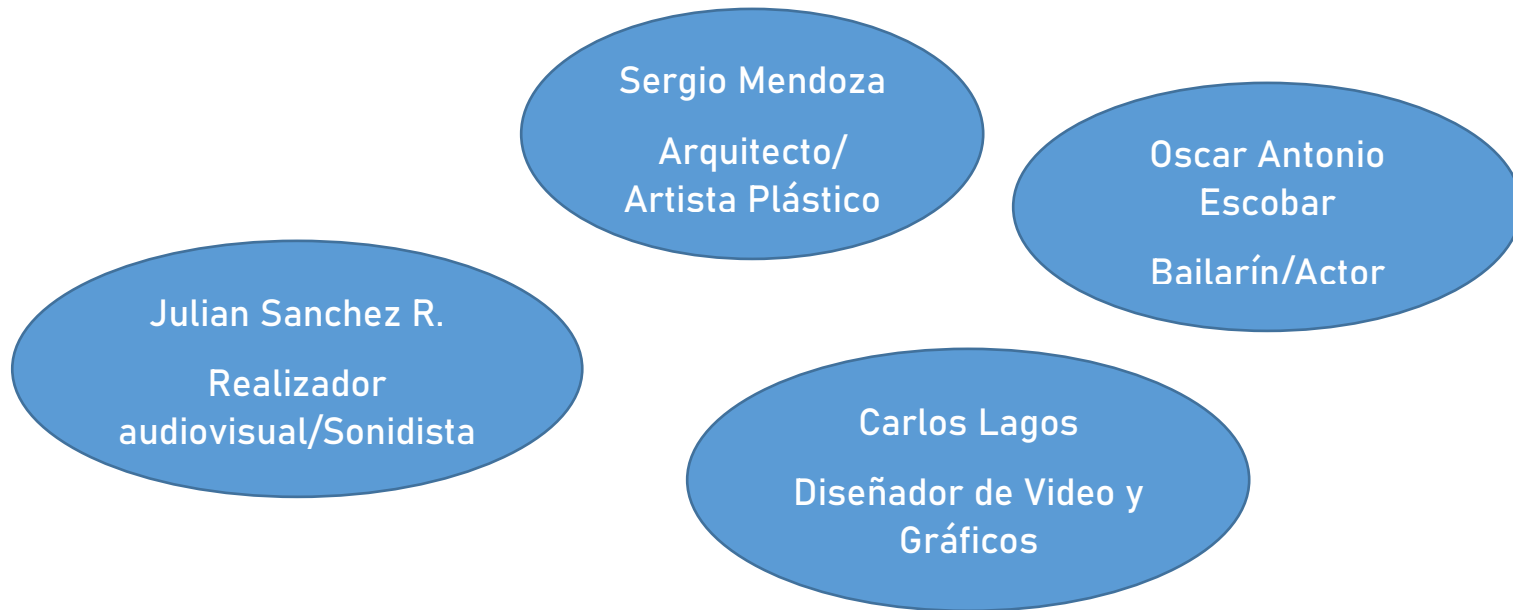 Sergio Mendoza
Arquitecto/
Artista Plástico
Oscar Antonio
Escobar
Bailarín/Actor
Julian Sanchez R.
Realizador
audiovisual/Sonidista
Carlos Lagos
Diseñador de Video y
Gráficos